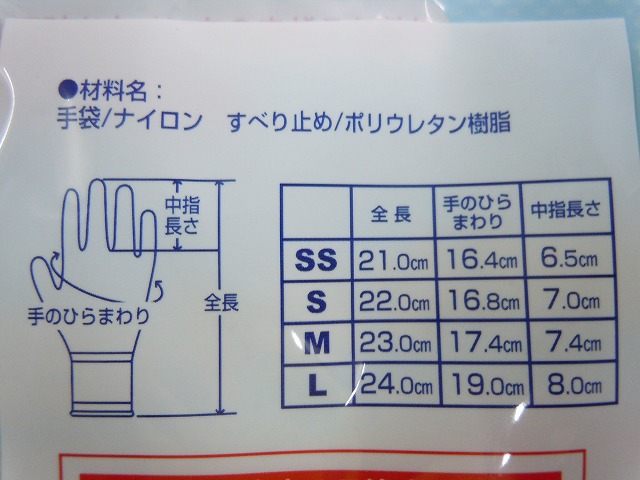 ●材料名：
手袋/ナイロン　すべり止め/ポリウレタン樹脂
中指
長さ
全長
手のひらまわり
全長 手のひら
まわり 中指長さ
SS 21.0cm 16.4cm 6.5cm
S 22.0cm 16.8cm 7.0cm
M 23.0cm 17.4cm 7.4cm
L 24.0cm 19.0cm 8.0cm